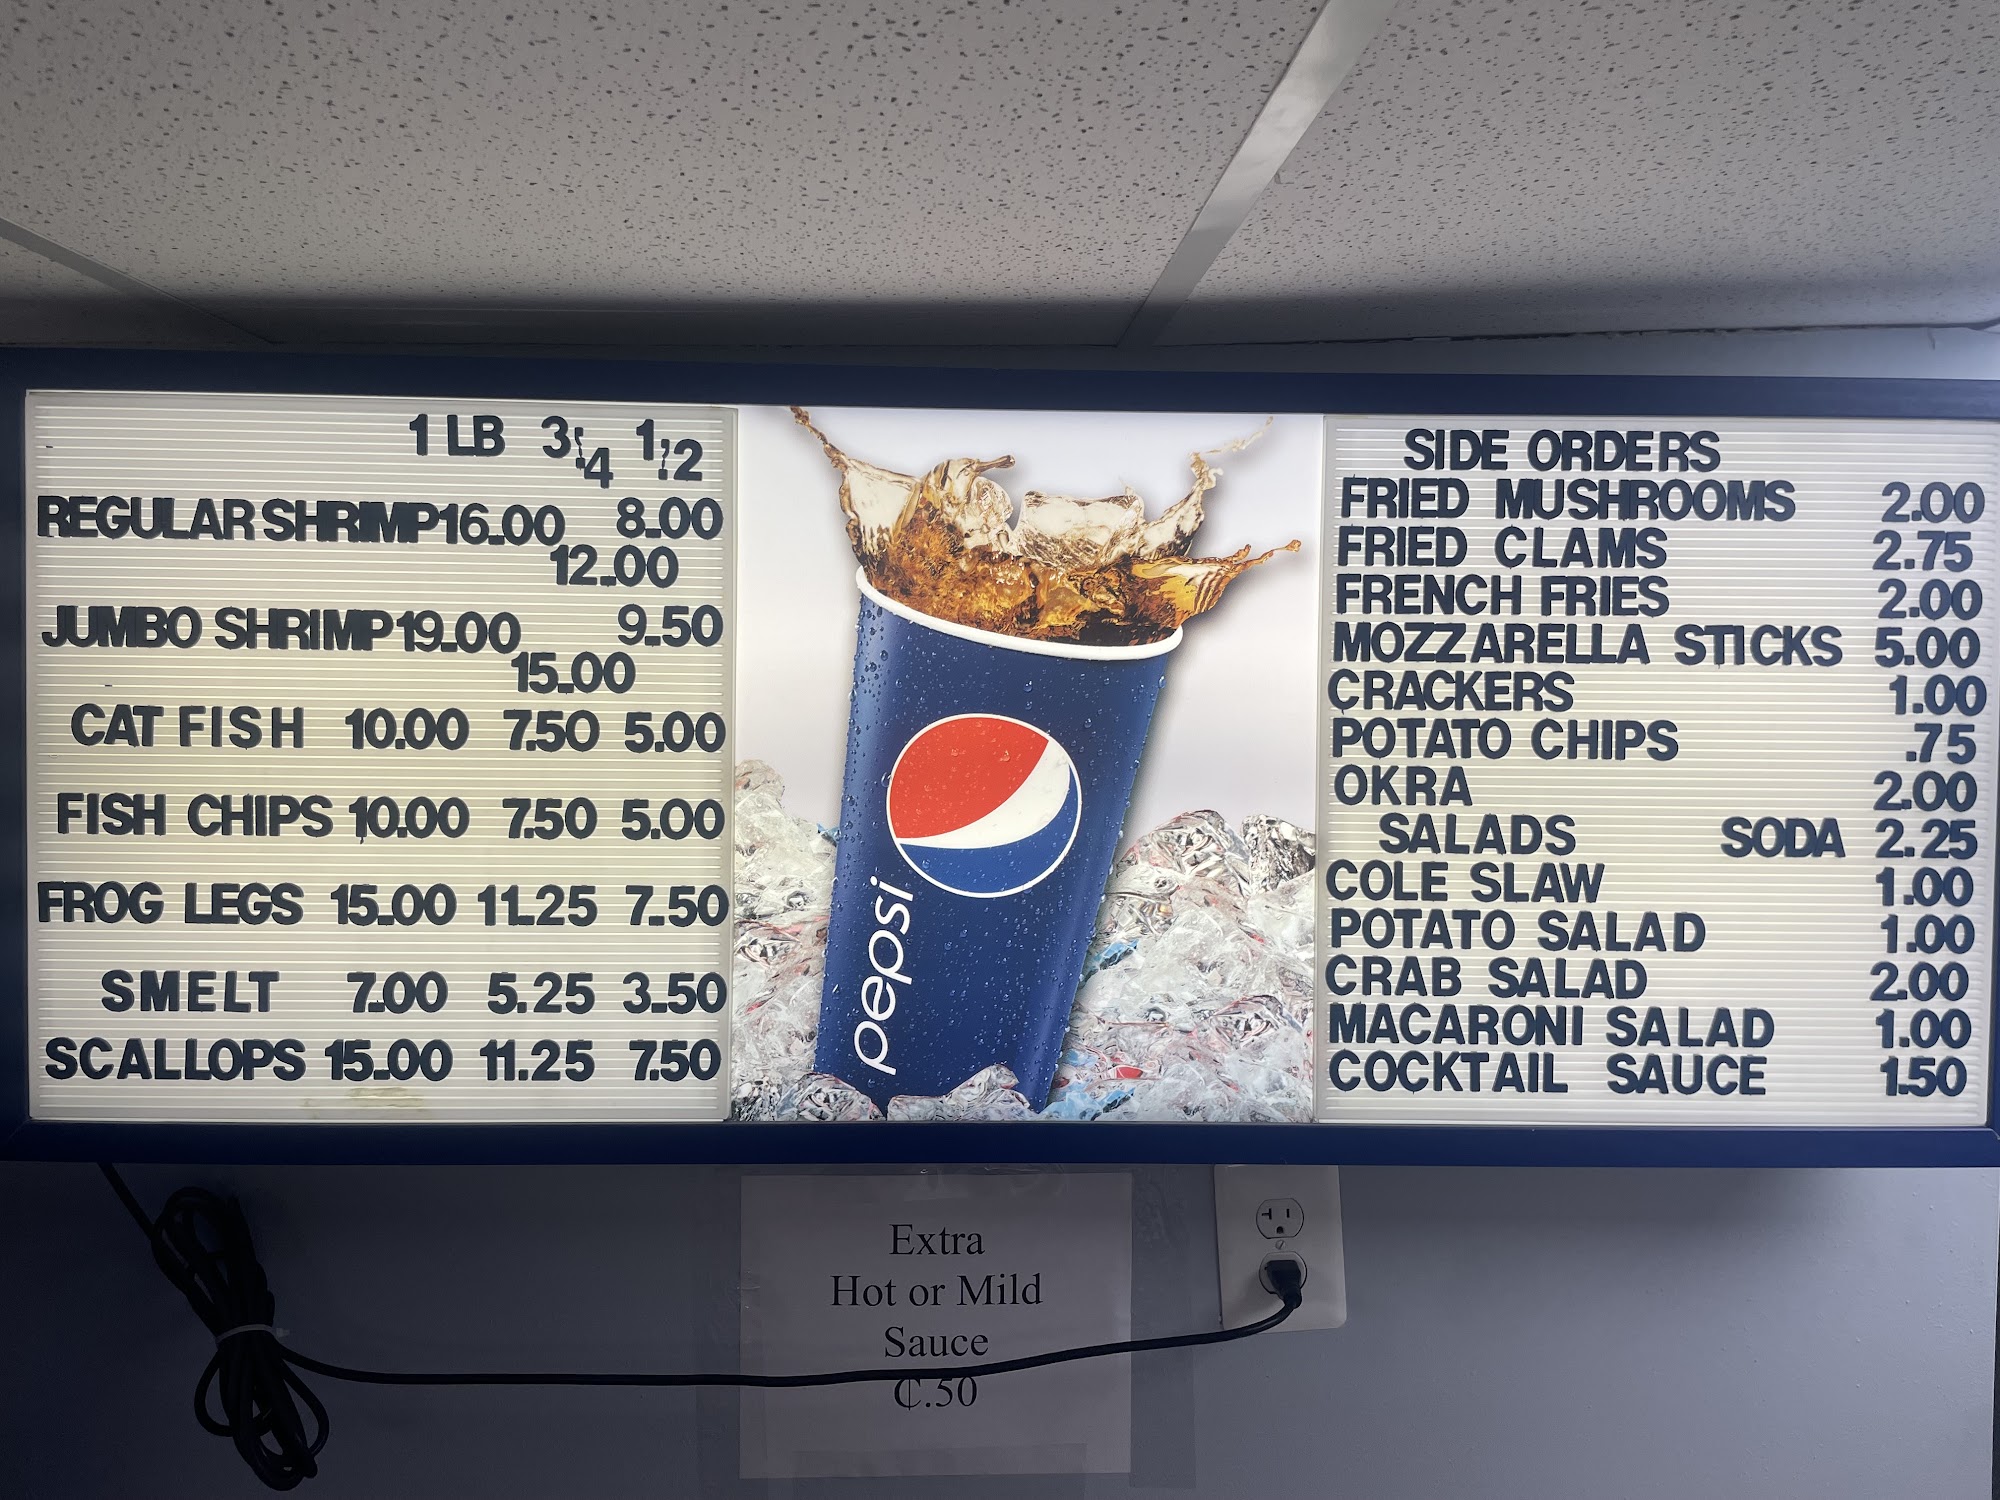 1 LB 3/4 1/2
REGULAR SHRIMP 16.00 8.00
12.00
JUMBO SHRIMP 19.00 9.50
15.00
CAT FISH 10.00 7.50 5.00
FISH CHIPS 10.00 7.50 5.00
FROG LEGS 15.00 11.25 7.50
SMELT 7.00 5.25 3.50
SCALLOPS 15.00 11.25 7.50
pepsi
SIDE ORDERS
FRIED MUSHROOMS 2.00
FRIED CLAMS 2.75
FRENCH FRIES 2.00
MOZZARELLA STICKS 5.00
CRACKERS 1.00
POTATO CHIPS .75
OKRA 2.00
SALADS SODA 2.25
COLE SLAW 1.00
POTATO SALAD 1.00
CRAB SALAD 2.00
MACARONI SALAD 1.00
COCKTAIL SAUCE 1.50
Extra
Hot or Mild
Sauce
₵.50